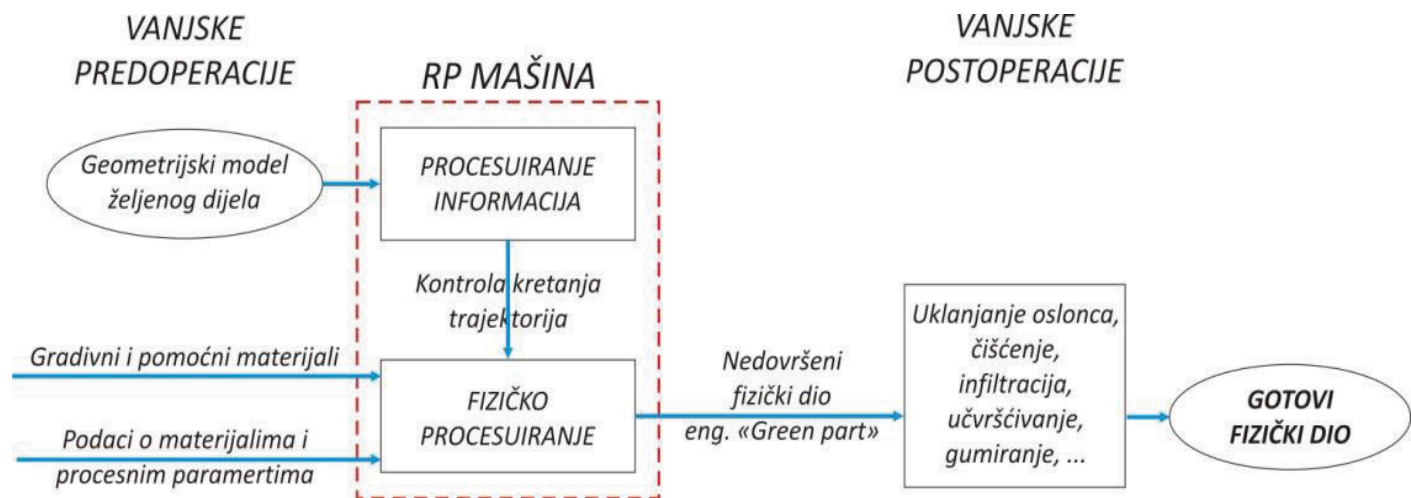 VANJSKE
PREDOPERACIJE
RP MAŠINA
VANJSKE
POSTOPERACIJE
Geometrijski model
željenog dijela
PROCESUIRANJE
INFORMACIJA
Kontrola kretanja
trajektorija
Gradivni i pomoćni materijali
Podaci o materijalima i
procesnim paramertima
FIZIČKO
PROCESUIRANJE
Nedovršeni
fizički dio
eng. «Green part»
Uklanjanje oslonca,
čišćenje,
infiltracija,
učvršćivanje,
gumiranje, ...
GOTOVI
FIZIČKI DIO